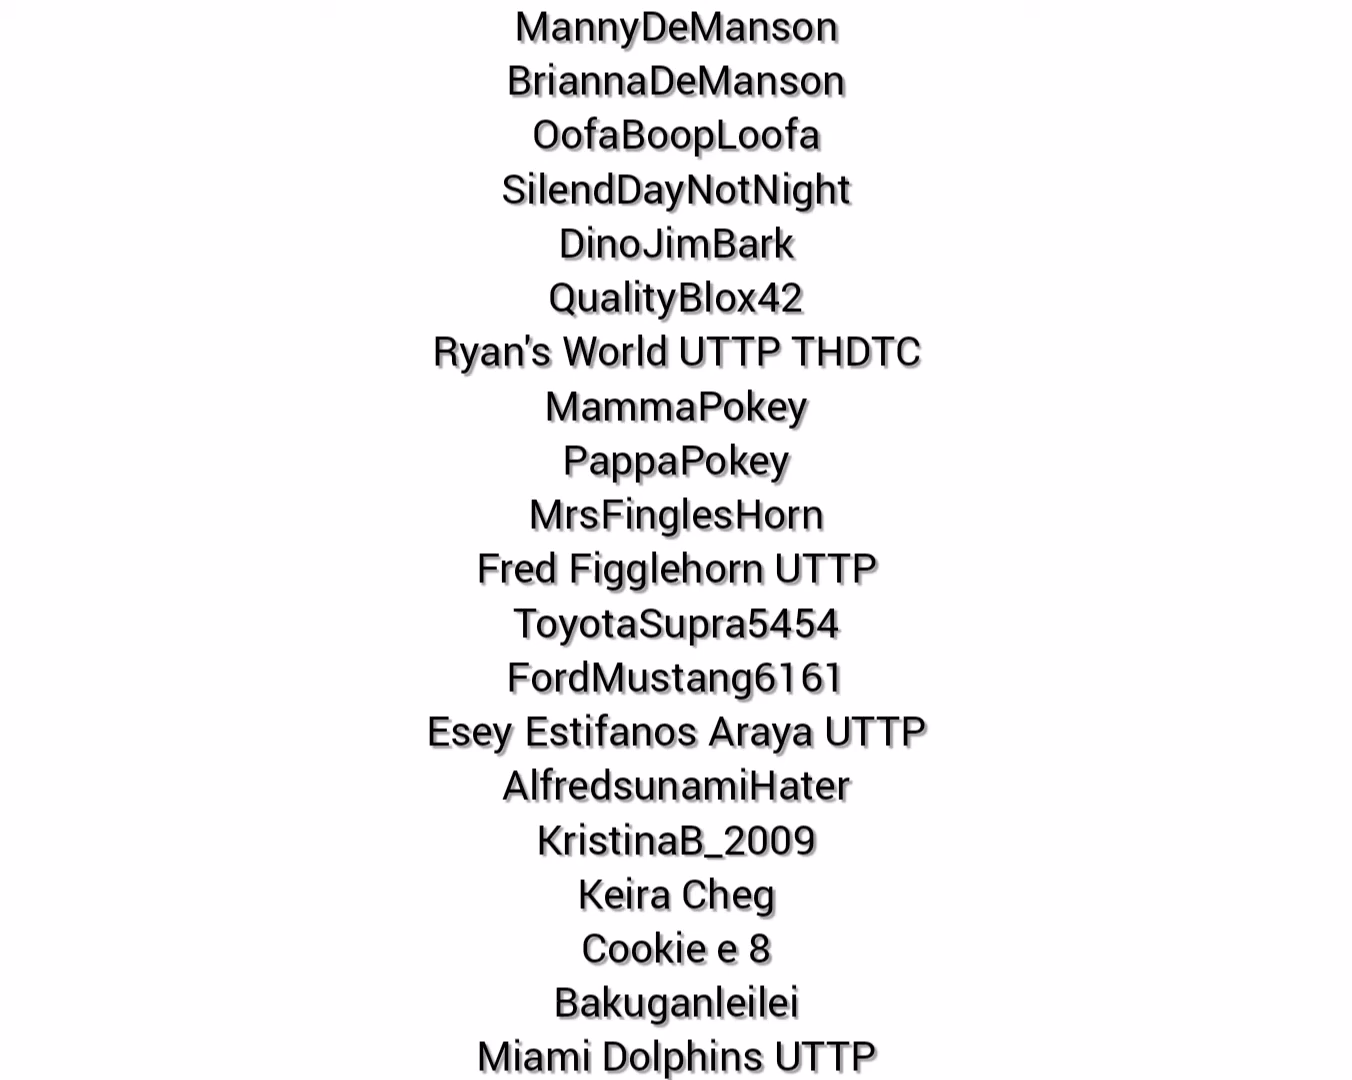 MannyDeManson
BriannaDeManson
OofaBoopLoofa
SilendDayNotNight
DinoJimBark
QualityBlox42
Ryan's World UTTP THDTC
MammaPokey
PappaPokey
MrsFinglesHorn
Fred Figglehorn UTTP
ToyotaSupra5454
FordMustang6161
Esey Estifanos Araya UTTP
AlfredsunamiHater
KristinaB_2009
Keira Cheg
Cookie e 8
Bakuganleilei
Miami Dolphins UTTP